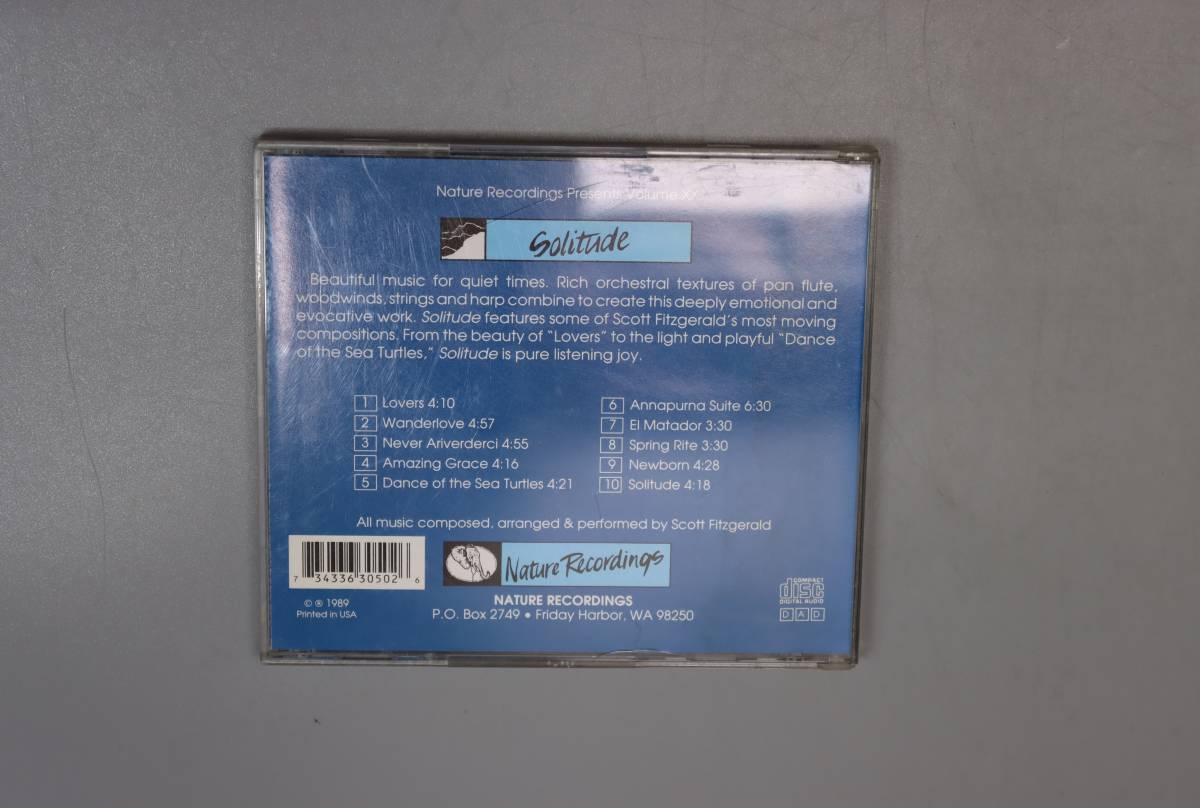 Nature Recordings Presents Volume XX
Solitude
Beautiful music for quiet times. Rich orchestral textures of pan flute,
woodwinds, strings and harp combine to create this deeply emotional and
evocative work. Solitude features some of Scott Fitzgerald's most moving
compositions. From the beauty of "Lovers" to the light and playful "Dance
of the Sea Turtles," Solitude is pure listening joy.
1 Lovers 4:10
2 Wanderlove 4:57
3 Never Ariverderci 4:55
4 Amazing Grace 4:16
5 Dance of the Sea Turtles 4:21
6 Annapurna Suite 6:30
7 El Matador 3:30
8 Spring Rite 3:30
9 Newborn 4:28
10 Solitude 4:18
All music composed, arranged & performed by Scott Fitzgerald
7 34336 30502 6
Nature Recordings
© ℗ 1989
Printed in USA
NATURE RECORDINGS
P.O. Box 2749 • Friday Harbor, WA 98250
COMPACT
disc
DIGITAL AUDIO
DAD